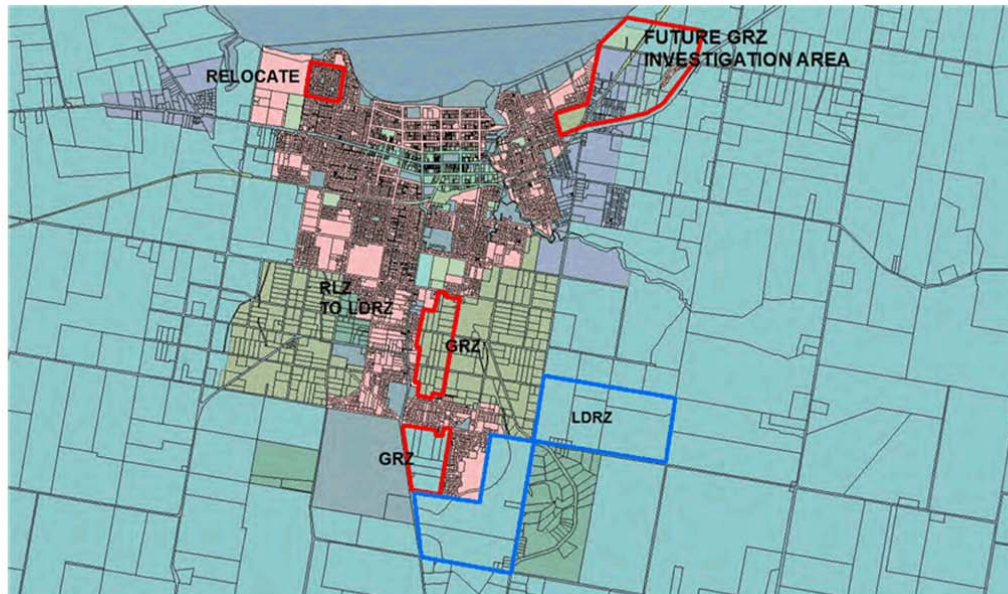 FUTURE GRZ
INVESTIGATION AREA
RELOCATE
RLZ
TO LDRZ
GRZ
LDRZ
GRZ